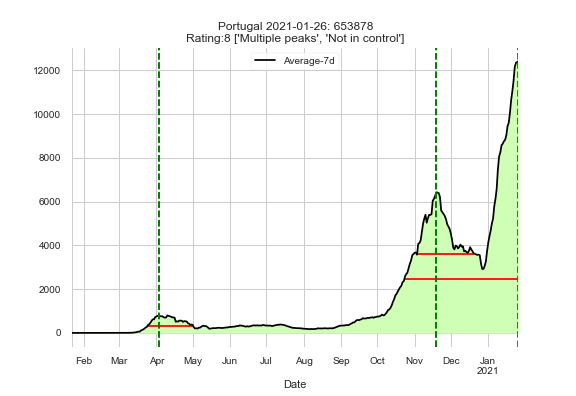 Portugal 2021-01-26: 653878
Rating:8 ['Multiple peaks', 'Not in control']
Average-7d
12000
10000
8000
6000
4000
2000
0
Feb Mar Apr May Jun Jul Aug Sep Oct Nov Dec Jan
2021
Date